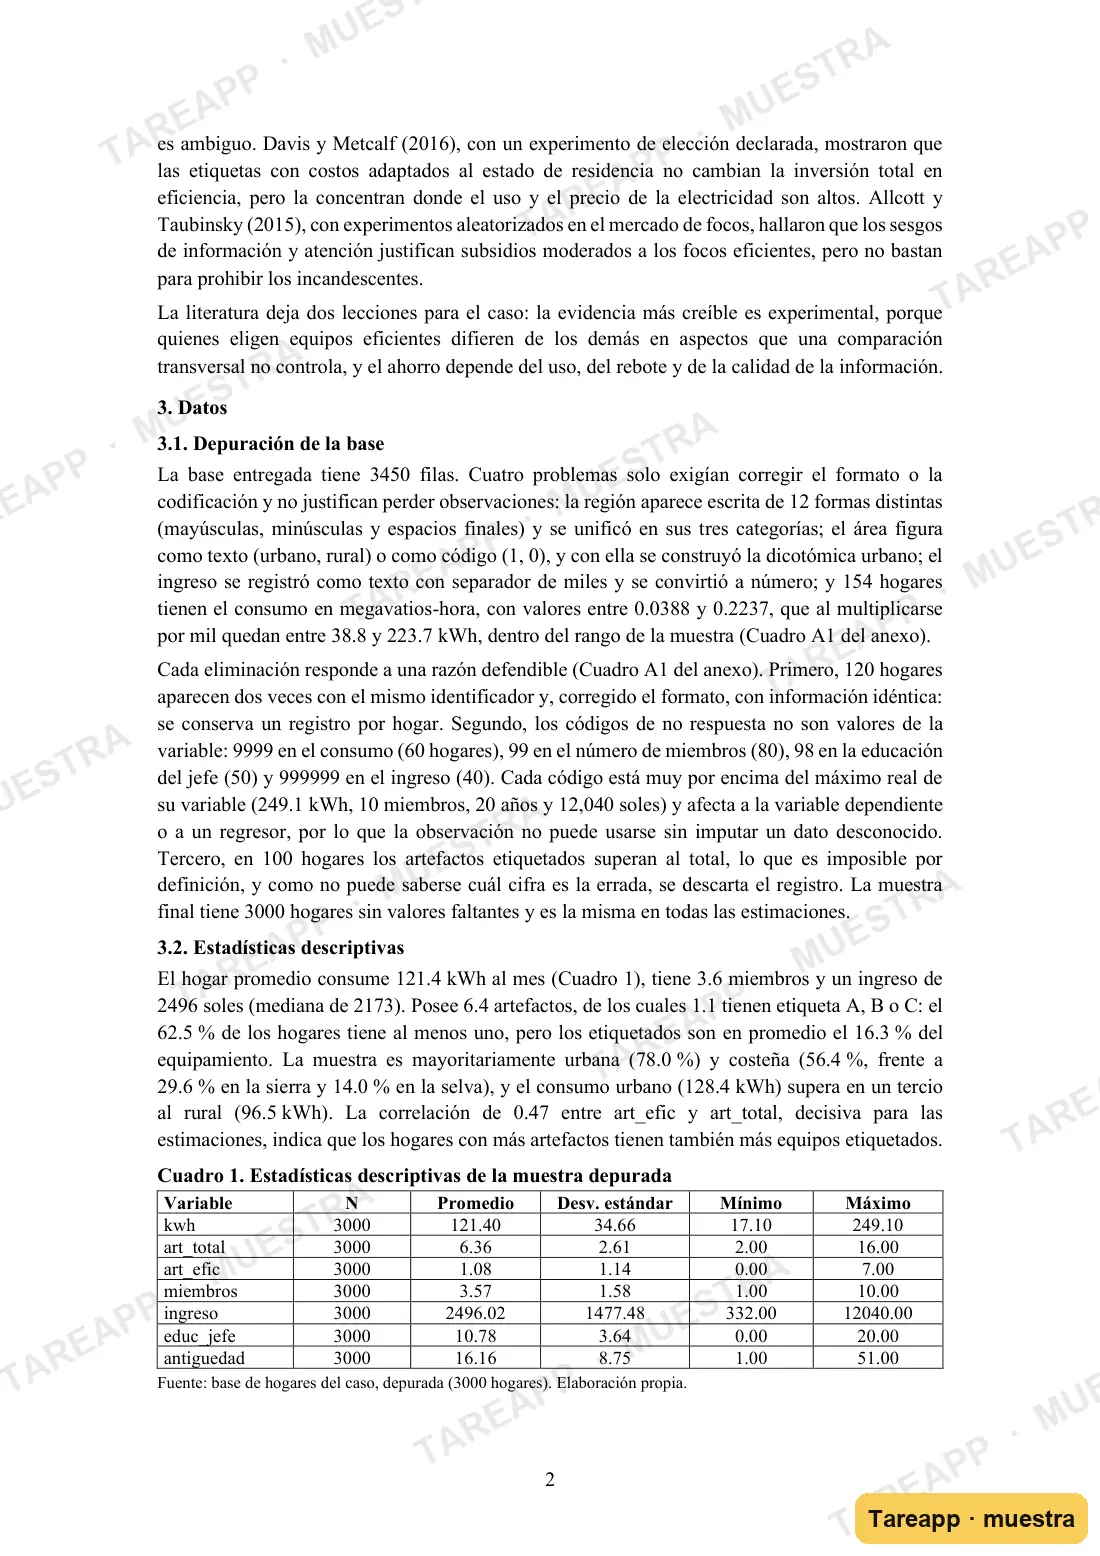 es ambiguo. Davis y Metcalf (2016), con un experimento de elección declarada, mostraron que
las etiquetas con costos adaptados al estado de residencia no cambian la inversión total en
eficiencia, pero la concentran donde el uso y el precio de la electricidad son altos. Allcott y
Taubinsky (2015), con experimentos aleatorizados en el mercado de focos, hallaron que los sesgos
de información y atención justifican subsidios moderados a los focos eficientes, pero no bastan
para prohibir los incandescentes.
La literatura deja dos lecciones para el caso: la evidencia más creíble es experimental, porque
quienes eligen equipos eficientes difieren de los demás en aspectos que una comparación
transversal no controla, y el ahorro depende del uso, del rebote y de la calidad de la información.
3. Datos
3.1. Depuración de la base
La base entregada tiene 3450 filas. Cuatro problemas solo exigían corregir el formato o la
codificación y no justifican perder observaciones: la región aparece escrita de 12 formas distintas
(mayúsculas, minúsculas y espacios finales) y se unificó en sus tres categorías; el área figura
como texto (urbano, rural) o como código (1, 0), y con ella se construyó la dicotómica urbano; el
ingreso se registró como texto con separador de miles y se convirtió a número; y 154 hogares
tienen el consumo en megavatios-hora, con valores entre 0.0388 y 0.2237, que al multiplicarse
por mil quedan entre 38.8 y 223.7 kWh, dentro del rango de la muestra (Cuadro A1 del anexo).
Cada eliminación responde a una razón defendible (Cuadro A1 del anexo). Primero, 120 hogares
aparecen dos veces con el mismo identificador y, corregido el formato, con información idéntica:
se conserva un registro por hogar. Segundo, los códigos de no respuesta no son valores de la
variable: 9999 en el consumo (60 hogares), 99 en el número de miembros (80), 98 en la educación
del jefe (50) y 999999 en el ingreso (40). Cada código está muy por encima del máximo real de
su variable (249.1 kWh, 10 miembros, 20 años y 12,040 soles) y afecta a la variable dependiente
o a un regresor, por lo que la observación no puede usarse sin imputar un dato desconocido.
Tercero, en 100 hogares los artefactos etiquetados superan al total, lo que es imposible por
definición, y como no puede saberse cuál cifra es la errada, se descarta el registro. La muestra
final tiene 3000 hogares sin valores faltantes y es la misma en todas las estimaciones.
3.2. Estadísticas descriptivas
El hogar promedio consume 121.4 kWh al mes (Cuadro 1), tiene 3.6 miembros y un ingreso de
2496 soles (mediana de 2173). Posee 6.4 artefactos, de los cuales 1.1 tienen etiqueta A, B o C: el
62.5 % de los hogares tiene al menos uno, pero los etiquetados son en promedio el 16.3 % del
equipamiento. La muestra es mayoritariamente urbana (78.0 %) y costeña (56.4 %, frente a
29.6 % en la sierra y 14.0 % en la selva), y el consumo urbano (128.4 kWh) supera en un tercio
al rural (96.5 kWh). La correlación de 0.47 entre art_efic y art_total, decisiva para las
estimaciones, indica que los hogares con más artefactos tienen también más equipos etiquetados.
Cuadro 1. Estadísticas descriptivas de la muestra depurada
Variable N Promedio Desv. estándar Mínimo Máximo
kwh 3000 121.40 34.66 17.10 249.10
art_total 3000 6.36 2.61 2.00 16.00
art_efic 3000 1.08 1.14 0.00 7.00
miembros 3000 3.57 1.58 1.00 10.00
ingreso 3000 2496.02 1477.48 332.00 12040.00
educ_jefe 3000 10.78 3.64 0.00 20.00
antiguedad 3000 16.16 8.75 1.00 51.00
Fuente: base de hogares del caso, depurada (3000 hogares). Elaboración propia.
2
Tareapp · muestra